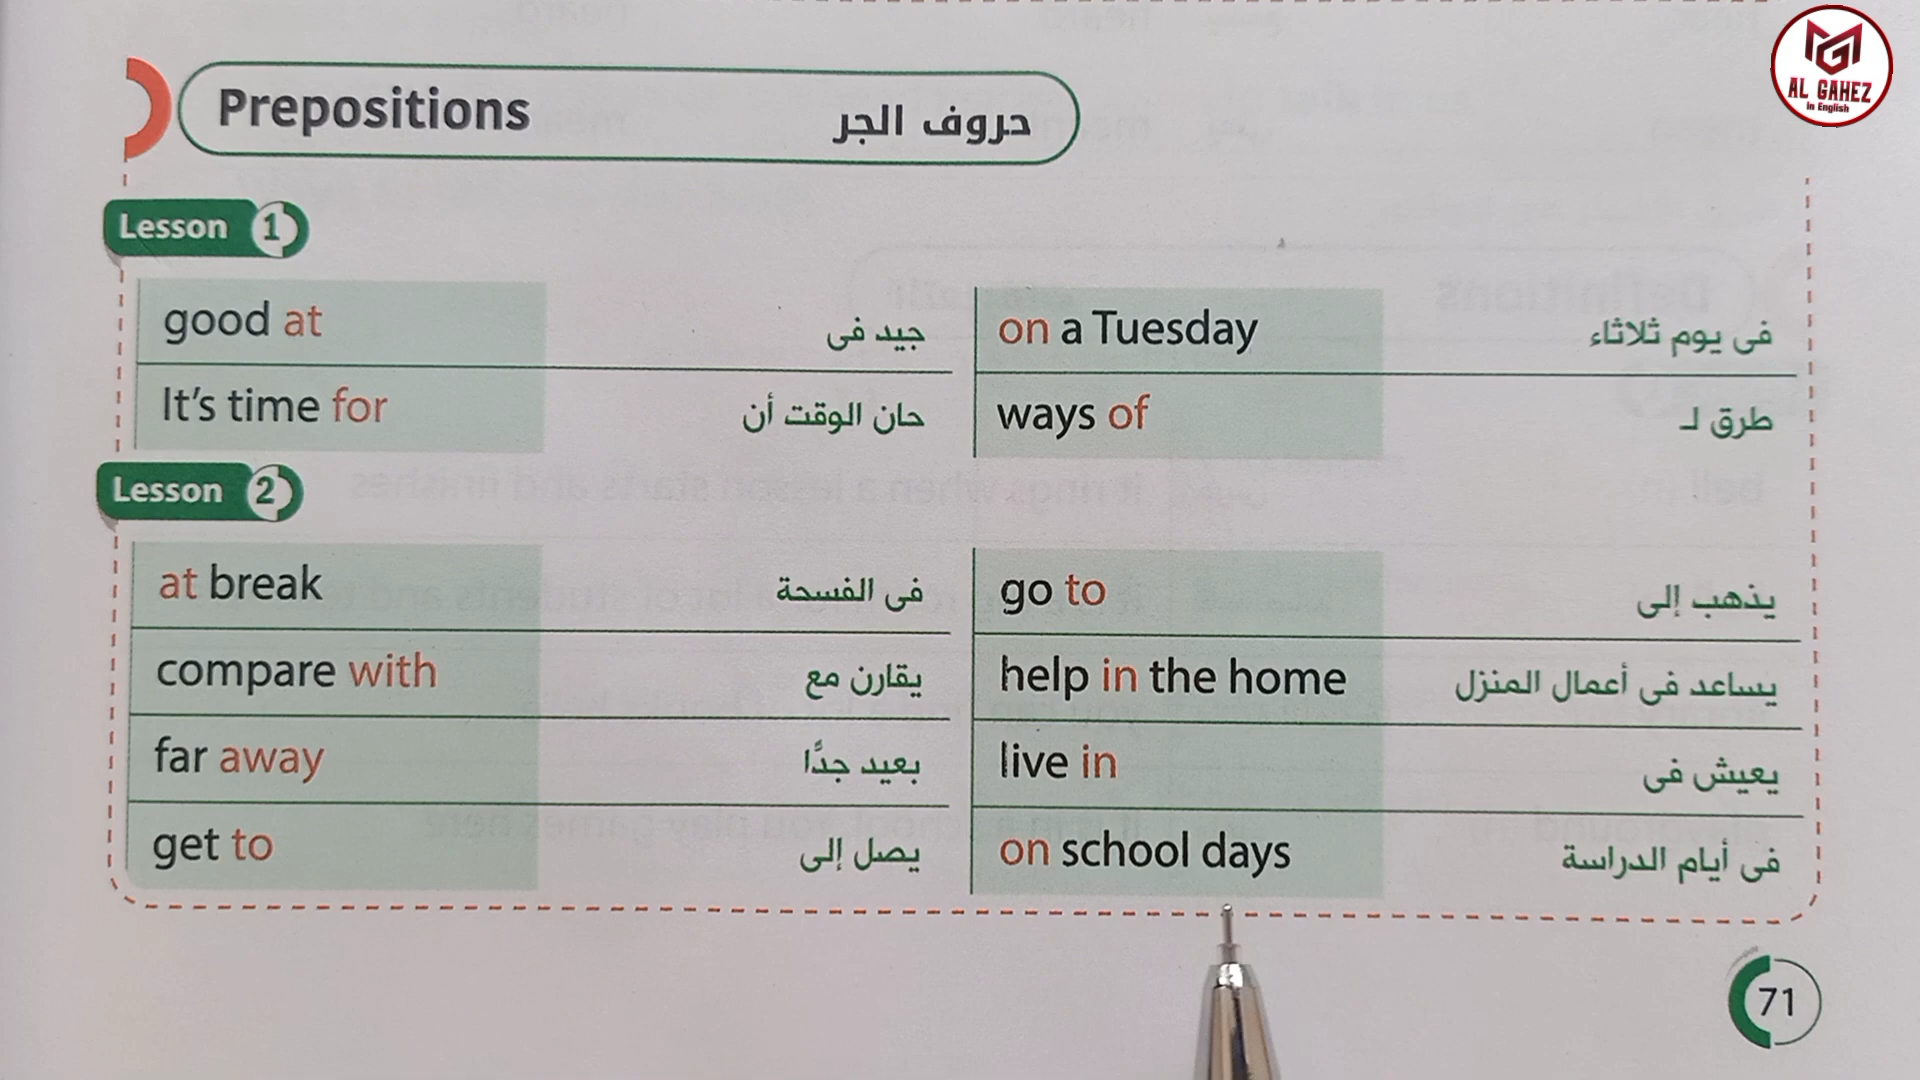 AL GAHEZ
in English
Prepositions حروف الجر
Lesson 1
good at جيد فى
on a Tuesday فى يوم ثلاثاء
It's time for حان الوقت أن
ways of طرق لـ
Lesson 2
at break فى الفسحة
go to يذهب إلى
compare with يقارن مع
help in the home يساعد فى أعمال المنزل
far away بعيد جدًّا
live in يعيش فى
get to يصل إلى
on school days فى أيام الدراسة
71